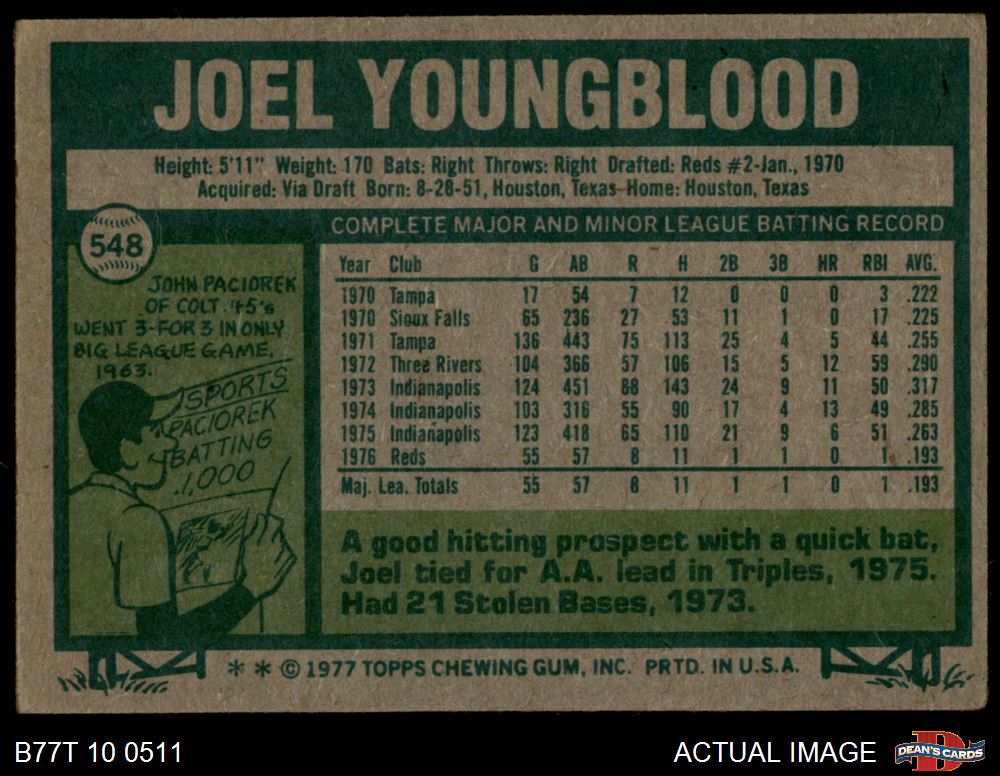 JOEL YOUNGBLOOD
Height: 5'11" Weight: 170 Bats: Right Throws: Right Drafted: Reds #2-Jan., 1970
Acquired: Via Draft Born: 8-28-51, Houston, Texas Home: Houston, Texas
548
JOHN PACIOREK
OF COLT .45's
WENT 3-FOR 3 IN ONLY
BIG LEAGUE GAME,
1963.
SPORTS
PACIOREK
BATTING
1,000
COMPLETE MAJOR AND MINOR LEAGUE BATTING RECORD
Year Club G AB R H 2B 3B HR RBI AVG.
1970 Tampa 17 54 7 12 0 0 0 3 .222
1970 Sioux Falls 65 236 27 53 11 1 0 17 .225
1971 Tampa 136 443 75 113 25 4 5 44 .255
1972 Three Rivers 104 366 57 106 15 5 12 59 .290
1973 Indianapolis 124 451 88 143 24 9 11 50 .317
1974 Indianapolis 103 316 55 90 17 4 13 49 .285
1975 Indianapolis 123 418 65 110 21 9 6 51 .263
1976 Reds 55 57 8 11 1 1 0 1 .193
Maj. Lea. Totals 55 57 8 11 1 1 0 1 .193
A good hitting prospect with a quick bat,
Joel tied for A.A. lead in Triples, 1975.
Had 21 Stolen Bases, 1973.
* * © 1977 TOPPS CHEWING GUM, INC. PRTD. IN U.S.A.
B77T 10 0511
ACTUAL IMAGE
DEAN'S CARDS